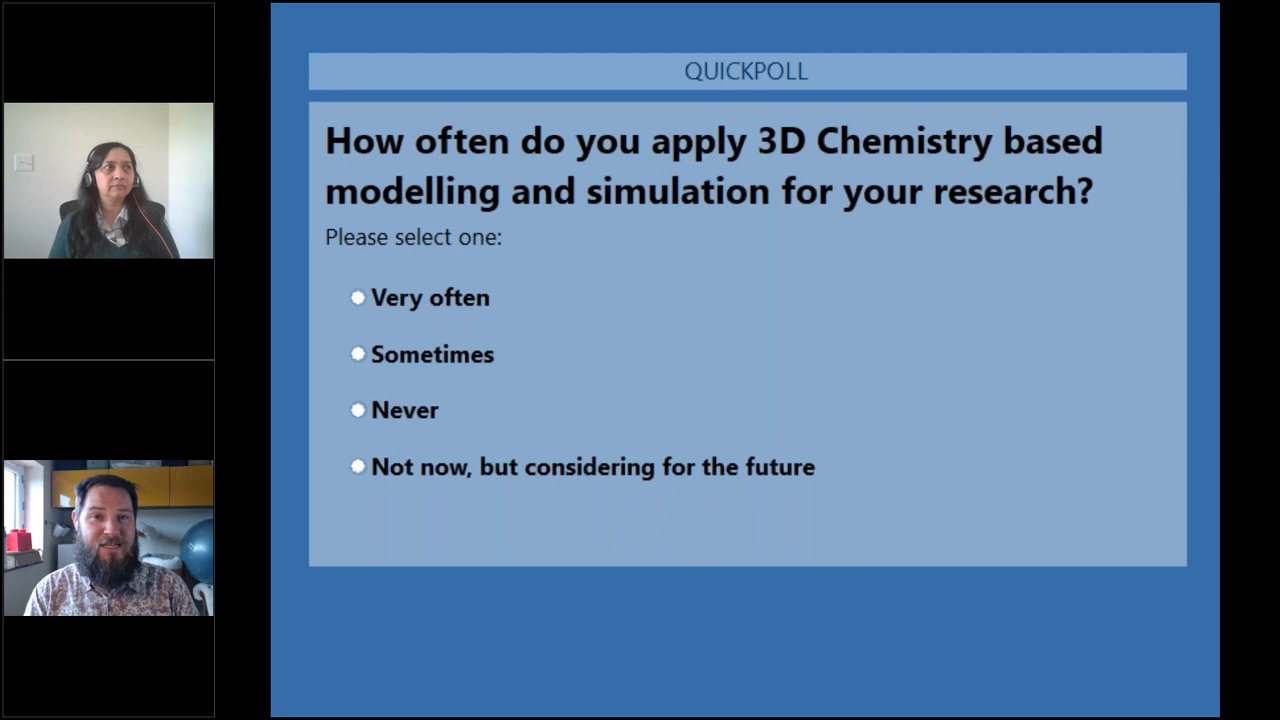 QUICKPOLL
How often do you apply 3D Chemistry based
modelling and simulation for your research?
Please select one:
Very often
Sometimes
Never
Not now, but considering for the future